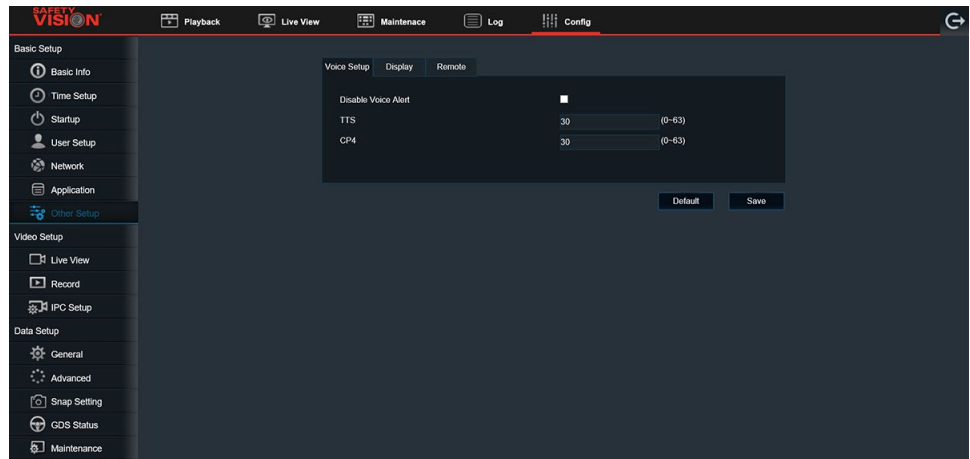 SAFETY
VISION
Playback
Live View
Maintenace
Log
Config
Basic Setup
Basic Info
Time Setup
Startup
User Setup
Network
Application
Other Setup
Video Setup
Live View
Record
IPC Setup
Data Setup
General
Advanced
Snap Setting
GDS Status
Maintenance
Voice Setup Display Remote
Disable Voice Alert
TTS 30 (0~63)
CP4 30 (0~63)
Default Save